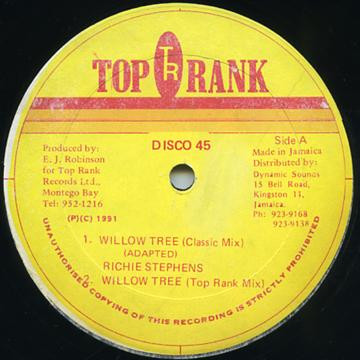 TOP TR RANK
DISCO 45
Side A
Produced by:
E. J. Robinson
for Top Rank
Records Ltd.,
Montego Bay
Tel: 952-1216
Made in Jamaica
Distributed by:
Dynamic Sounds
15 Bell Road,
Kingston 11,
Jamaica.
Ph: 923-9168
923-9138
(P)(C) 1991
1. WILLOW TREE (Classic Mix)
(ADAPTED)
RICHIE STEPHENS
2. WILLOW TREE (Top Rank Mix)
UNAUTHORISED COPYING OF THIS RECORDING IS STRICTLY PROHIBITED